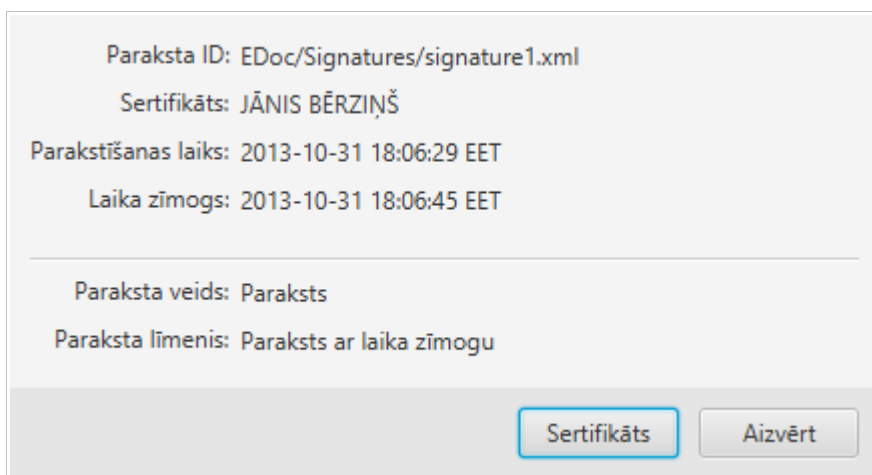 Paraksta ID: EDoc/Signatures/signature1.xml
Sertifikāts: JĀNIS BĒRZIŅŠ
Parakstīšanas laiks: 2013-10-31 18:06:29 EET
Laika zīmogs: 2013-10-31 18:06:45 EET
Paraksta veids: Paraksts
Paraksta līmenis: Paraksts ar laika zīmogu
Sertifikāts Aizvērt